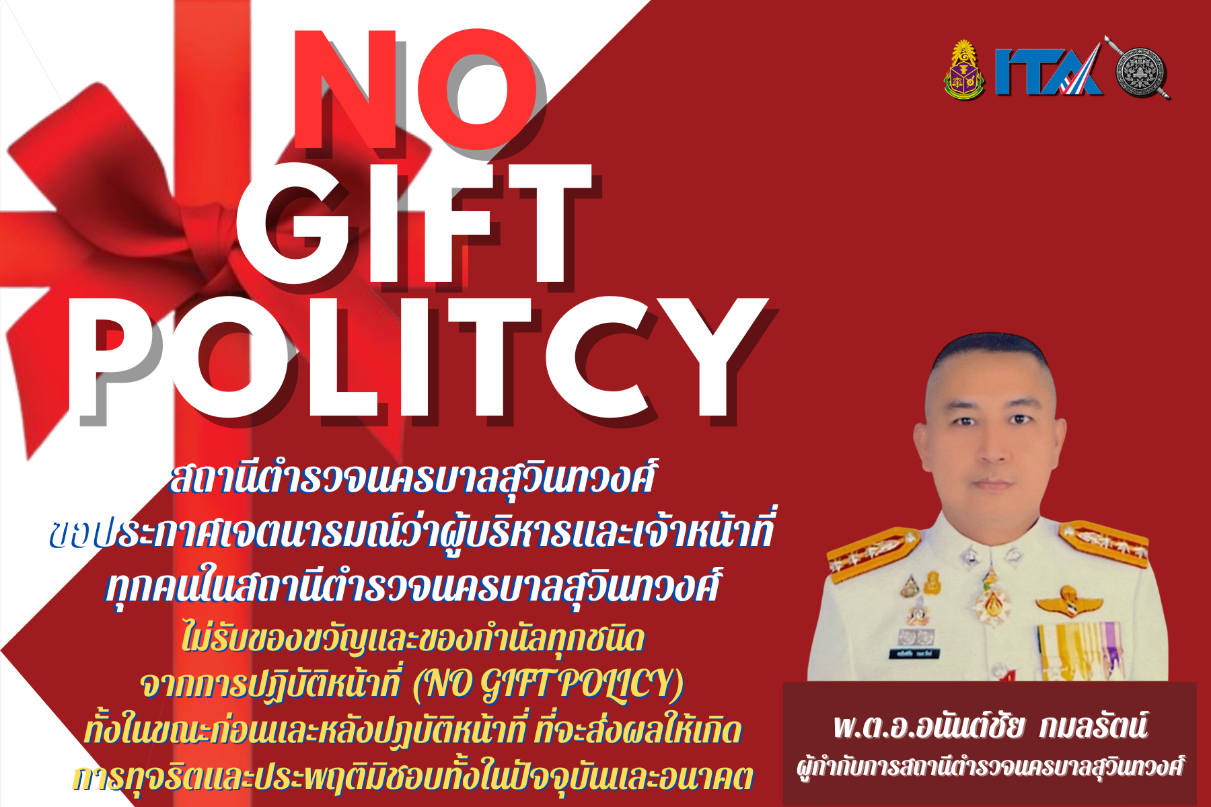 NO
GIFT
POLITCY
ITA
สถานีตำรวจนครบาลสุวินทวงศ์
ขอประกาศเจตนารมณ์ว่าผู้บริหารและเจ้าหน้าที่
ทุกคนในสถานีตำรวจนครบาลสุวินทวงศ์
ไม่รับของขวัญและของกำนัลทุกชนิด
จากการปฏิบัติหน้าที่ (NO GIFT POLICY)
ทั้งในขณะก่อนและหลังปฏบัติหน้าที่ ที่จะส่งผลให้เกิด
การทุจริตและประพฤติมิชอบทั้งในปัจจุบันและอนาคต
พ.ต.อ.อนันต์ชัย กมลรัตน์
ผู้กำกับการสถานีตำรวจนครบาลสุวินทวงศ์